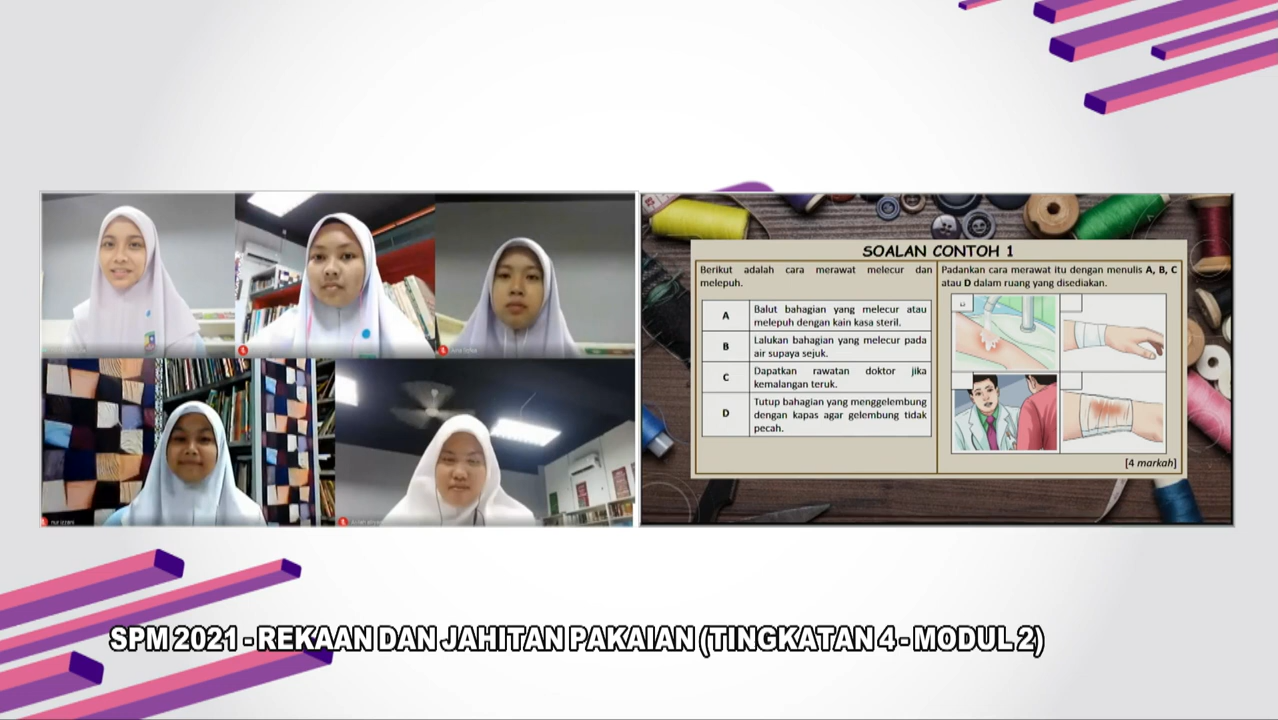 SOALAN CONTOH 1
Berikut adalah cara merawat melecur dan
melepuh.
A
Balut bahagian yang melecur atau
melepuh dengan kain kasa steril.
B
Lalukan bahagian yang melecur pada
air supaya sejuk.
C
Dapatkan rawatan doktor jika
kemalangan teruk.
D
Tutup bahagian yang menggelembung
dengan kapas agar gelembung tidak
pecah.
Padankan cara merawat itu dengan menulis A, B, C
atau D dalam ruang yang disediakan.
[4 markah]
nur izzani
SPM 2021 - REKAAN DAN JAHITAN PAKAIAN (TINGKATAN 4 - MODUL 2)